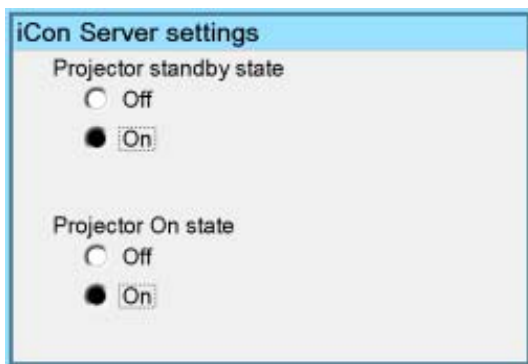 iCon Server settings
Projector standby state
Off
On
Projector On state
Off
On